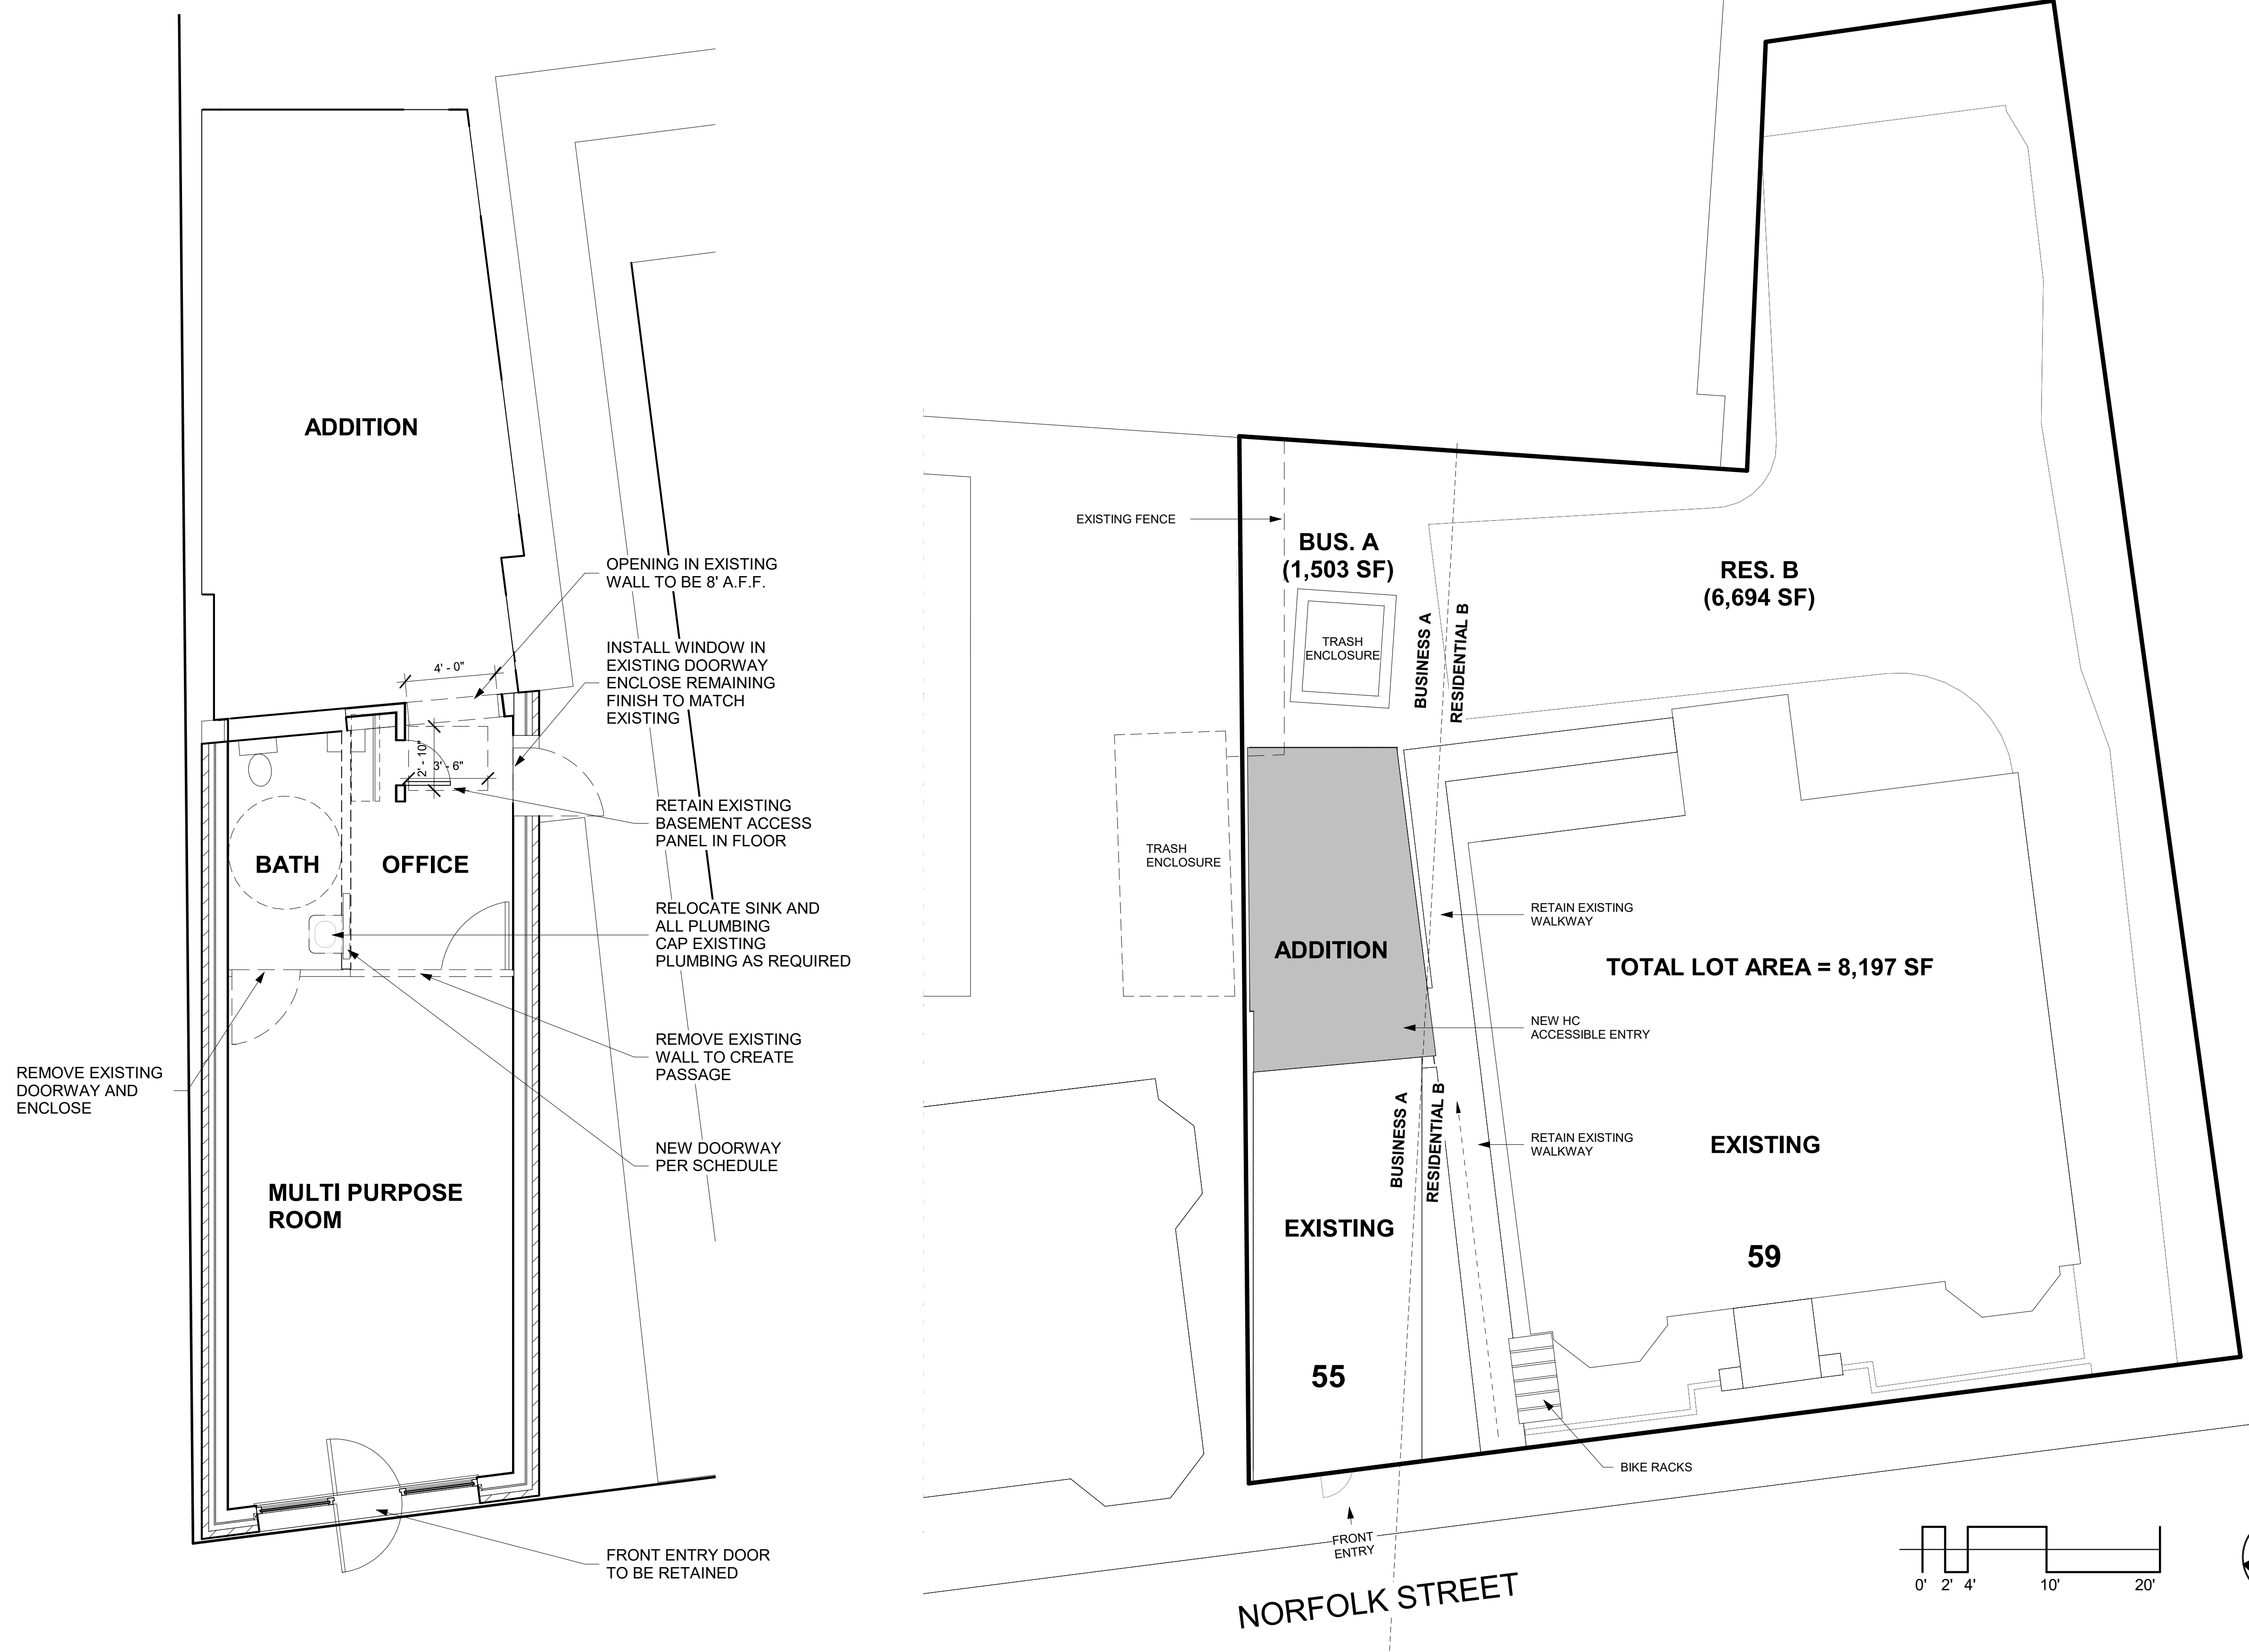 ADDITION
OPENING IN EXISTING
WALL TO BE 8' A.F.F.
4' - 0"
INSTALL WINDOW IN
EXISTING DOORWAY
ENCLOSE REMAINING
FINISH TO MATCH
EXISTING
2' - 10"
3' - 6"
RETAIN EXISTING
BASEMENT ACCESS
PANEL IN FLOOR
BATH
OFFICE
RELOCATE SINK AND
ALL PLUMBING
CAP EXISTING
PLUMBING AS REQUIRED
REMOVE EXISTING
WALL TO CREATE
PASSAGE
REMOVE EXISTING
DOORWAY AND
ENCLOSE
NEW DOORWAY
PER SCHEDULE
MULTI PURPOSE
ROOM
FRONT ENTRY DOOR
TO BE RETAINED
EXISTING FENCE
BUS. A
(1,503 SF)
RES. B
(6,694 SF)
TRASH
ENCLOSURE
BUSINESS A
RESIDENTIAL B
TRASH
ENCLOSURE
ADDITION
RETAIN EXISTING
WALKWAY
TOTAL LOT AREA = 8,197 SF
NEW HC
ACCESSIBLE ENTRY
BUSINESS A
RESIDENTIAL B
RETAIN EXISTING
WALKWAY
EXISTING
EXISTING
59
55
BIKE RACKS
FRONT
ENTRY
NORFOLK STREET
0' 2' 4' 10' 20'